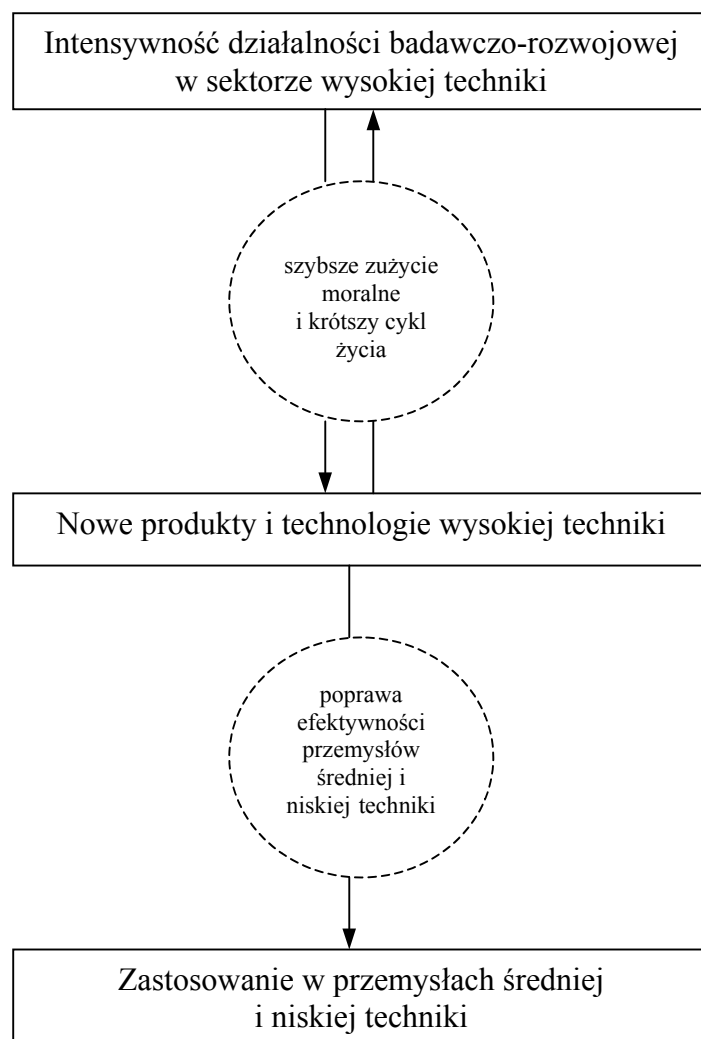 Intensywność działalności badawczo-rozwojowej
w sektorze wysokiej techniki
szybsze zużycie
moralne
i krótszy cykl
życia
Nowe produkty i technologie wysokiej techniki
poprawa
efektywności
przemysłów
średniej i
niskiej techniki
Zastosowanie w przemysłach średniej
i niskiej techniki